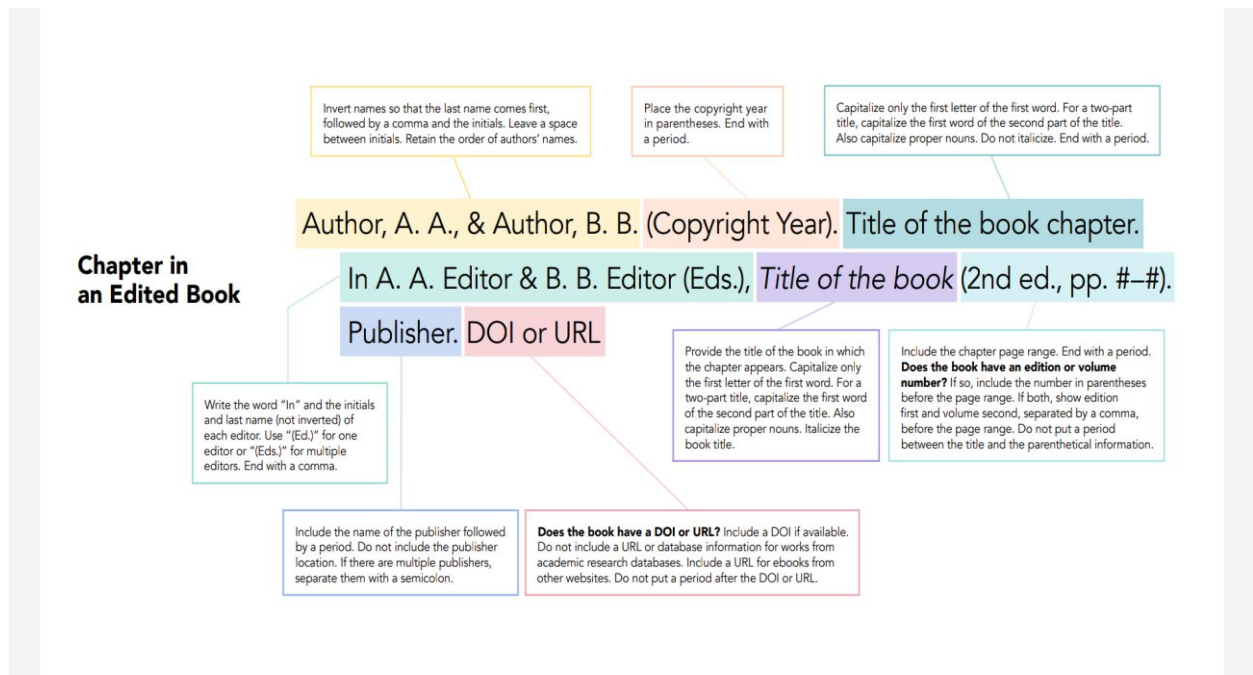 Invert names so that the last name comes first,
followed by a comma and the initials. Leave a space
between initials. Retain the order of authors’ names.
Place the copyright year
in parentheses. End with
a period.
Capitalize only the first letter of the first word. For a two-part
title, capitalize the first word of the second part of the title.
Also capitalize proper nouns. Do not italicize. End with a period.
Chapter in
an Edited Book
Author, A. A., & Author, B. B. (Copyright Year). Title of the book chapter.
In A. A. Editor & B. B. Editor (Eds.), Title of the book (2nd ed., pp. #–#).
Publisher. DOI or URL
Write the word “In” and the initials
and last name (not inverted) of
each editor. Use “(Ed.)” for one
editor or “(Eds.)” for multiple
editors. End with a comma.
Provide the title of the book in which
the chapter appears. Capitalize only
the first letter of the first word. For a
two-part title, capitalize the first word
of the second part of the title. Also
capitalize proper nouns. Italicize the
book title.
Include the chapter page range. End with a period.
Does the book have an edition or volume
number? If so, include the number in parentheses
before the page range. If both, show edition
first and volume second, separated by a comma,
before the page range. Do not put a period
between the title and the parenthetical information.
Include the name of the publisher followed
by a period. Do not include the publisher
location. If there are multiple publishers,
separate them with a semicolon.
Does the book have a DOI or URL? Include a DOI if available.
Do not include a URL or database information for works from
academic research databases. Include a URL for ebooks from
other websites. Do not put a period after the DOI or URL.